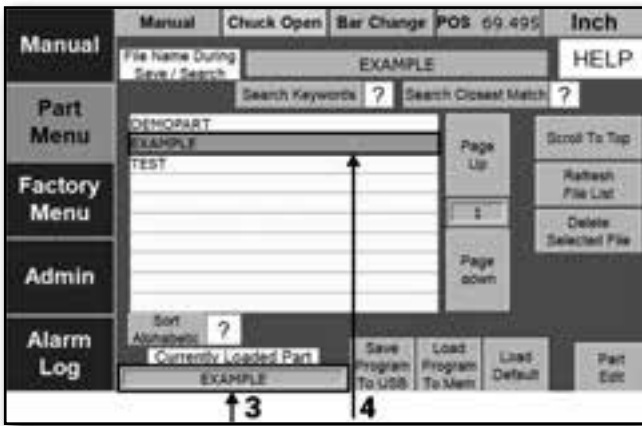 Manual Chuck Open Bar Change POS 69.495 Inch
Manual
File Name During
Save / Search
EXAMPLE
HELP
Search Keywords ? Search Closest Match ?
Part
Menu
DEMOPART
EXAMPLE
TEST
Page
Up
1
Page
down
Scroll To Top
Refresh
File List
Delete
Selected File
Factory
Menu
Admin
Alarm
Log
Sort
Alphabetic
?
Currently Loaded Part
EXAMPLE
Save
Program
To USB
Load
Program
To Mem
Load
Default
Part
Edit
3
4